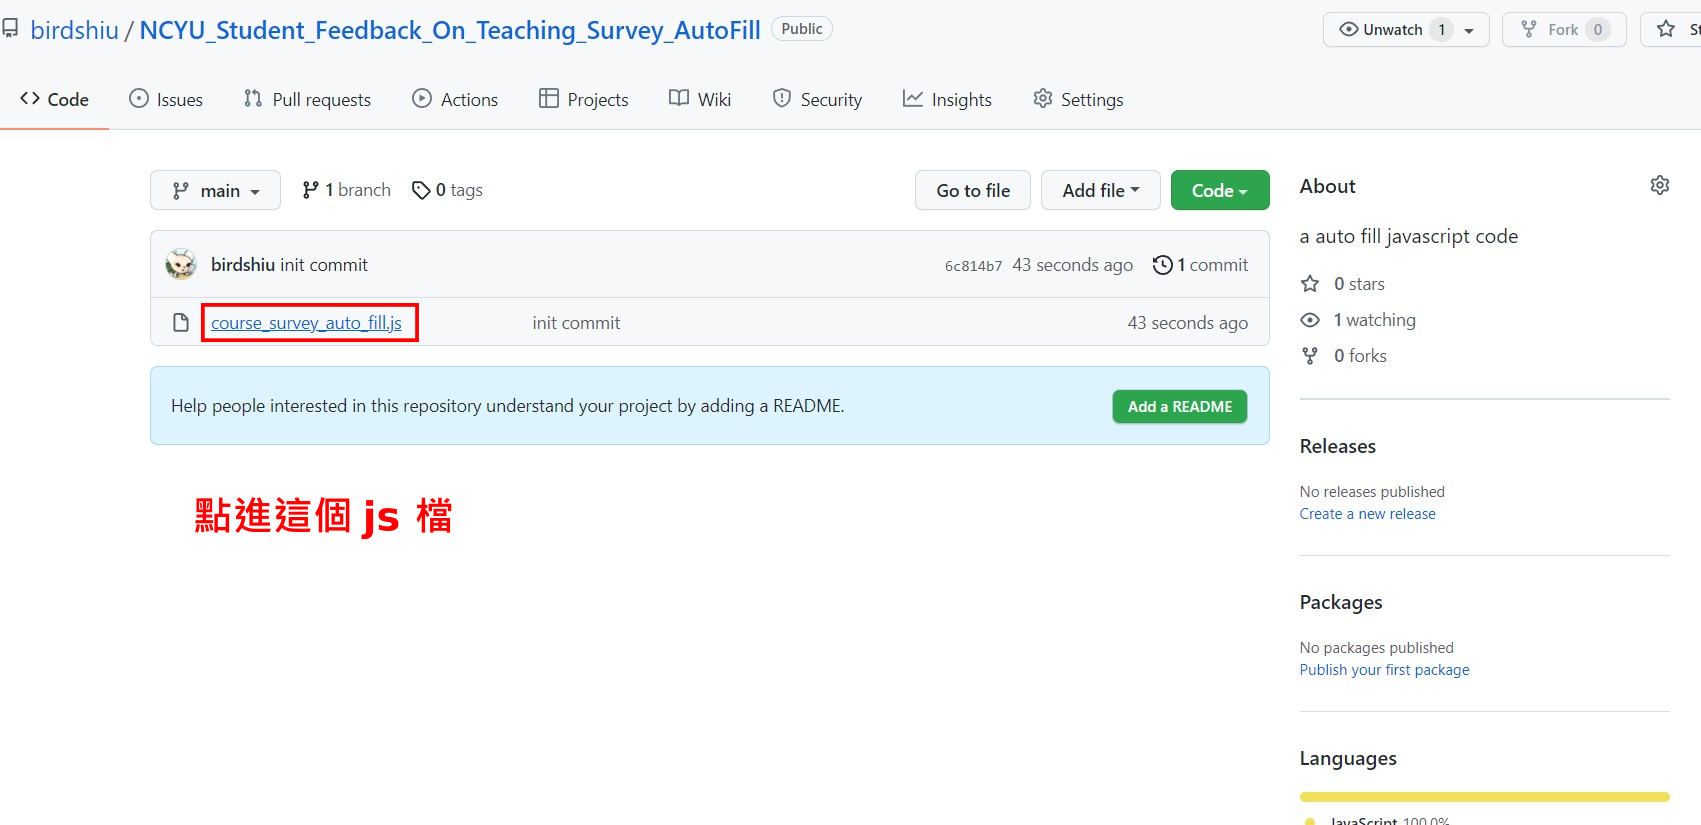 birdshiu / NCYU_Student_Feedback_On_Teaching_Survey_AutoFill Public Unwatch 1 Fork 0
Code Issues Pull requests Actions Projects Wiki Security Insights Settings
main 1 branch 0 tags Go to file Add file Code
birdshiu init commit 6c814b7 43 seconds ago 1 commit
course_survey_auto_fill.js init commit 43 seconds ago
Help people interested in this repository understand your project by adding a README. Add a README
點進這個 js 檔
About
a auto fill javascript code
0 stars
1 watching
0 forks
Releases
No releases published
Create a new release
Packages
No packages published
Publish your first package
Languages
JavaScript 100.0%